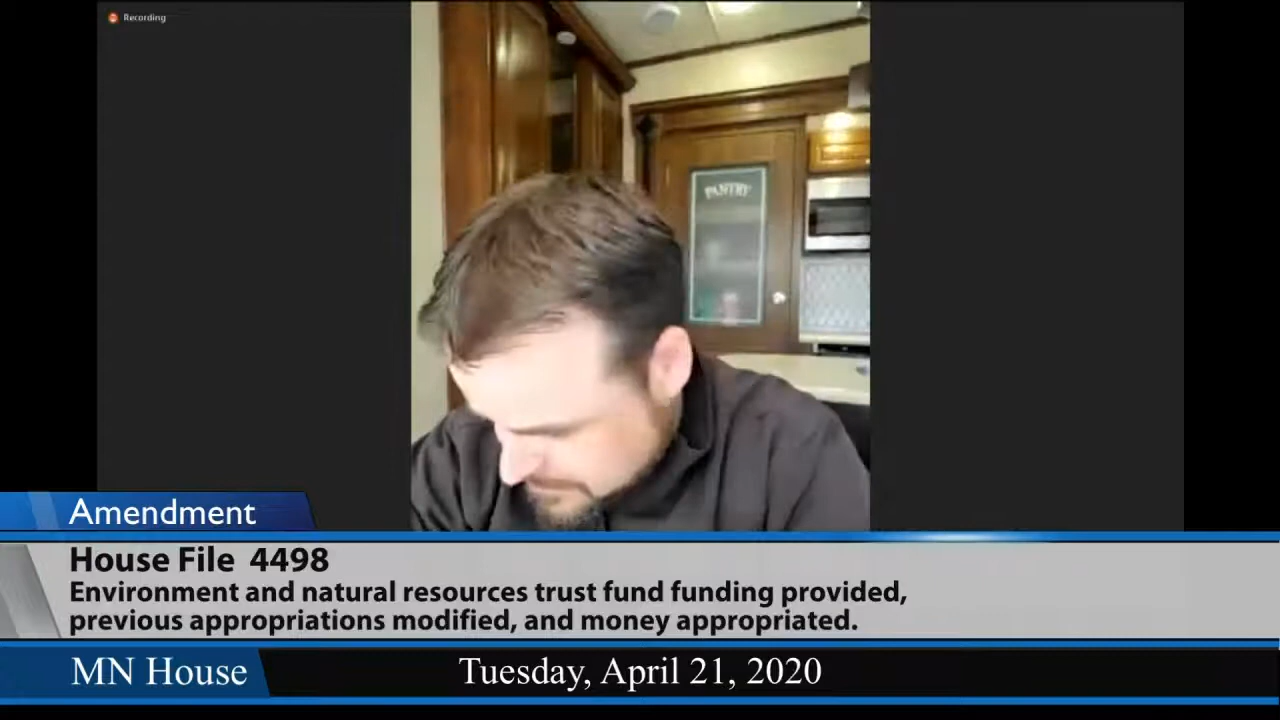 Recording
PANTRY
Amendment
House File 4498
Environment and natural resources trust fund funding provided,
previous appropriations modified, and money appropriated.
MN House
Tuesday, April 21, 2020